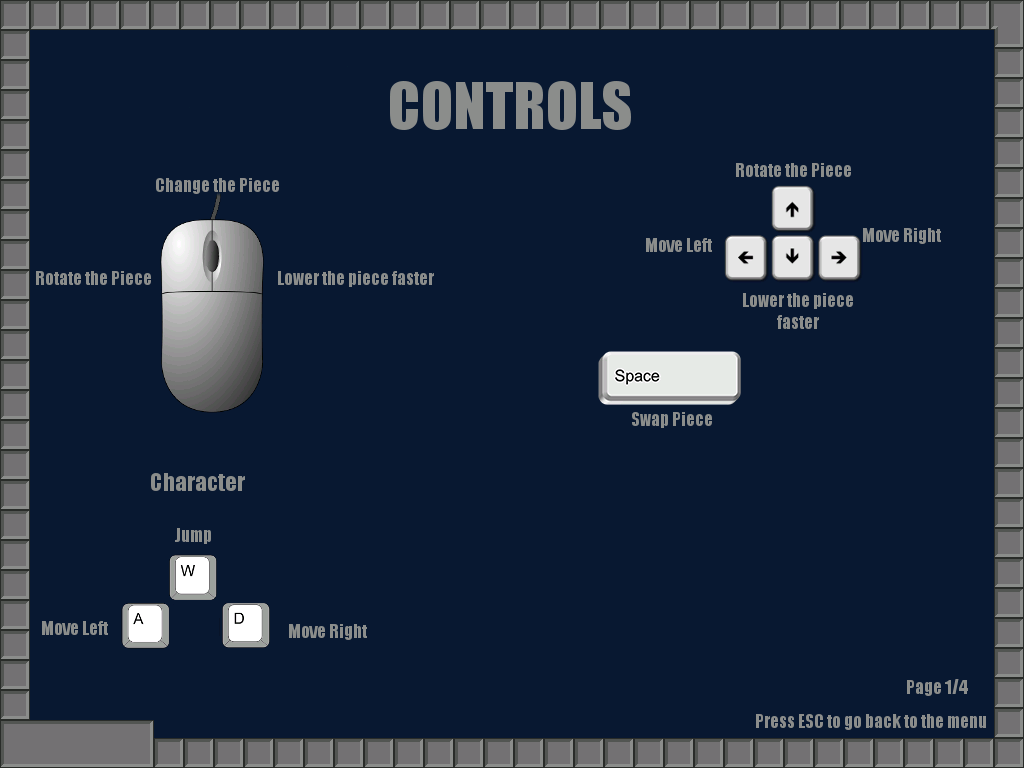 CONTROLS
Change the Piece
Rotate the Piece
Lower the piece faster
Rotate the Piece
Move Left
Move Right
Lower the piece
faster
Space
Swap Piece
Character
Jump
W
A
D
Move Left
Move Right
Page 1/4
Press ESC to go back to the menu